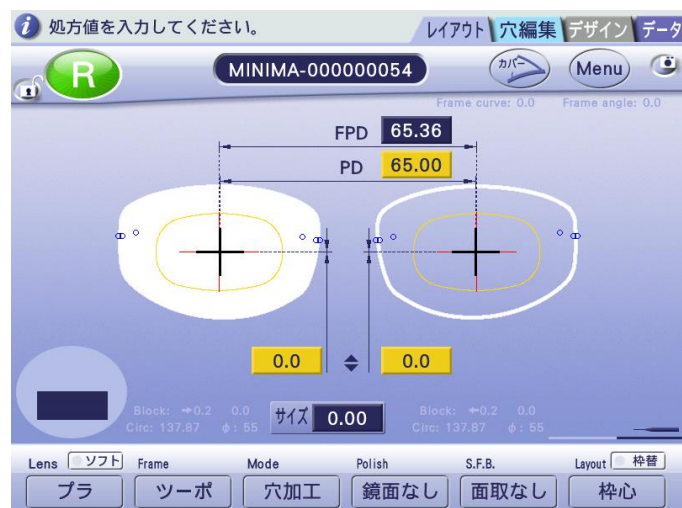 処方値を入力してください。
レイアウト 穴編集 デザイン データ
R MINIMA-000000054 カバー Menu
Frame curve: 0.0 Frame angle: 0.0
FPD 65.36
PD 65.00
0.0 0.0
Block: →0.2 0.0 サイズ 0.00 Block: ←0.2 0.0
Circ: 137.87 φ: 55 Circ: 137.87 φ: 55
Lens ソフト Frame Mode Polish S.F.B. Layout 枠替
プラ ツーポ 穴加工 鏡面なし 面取なし 枠心